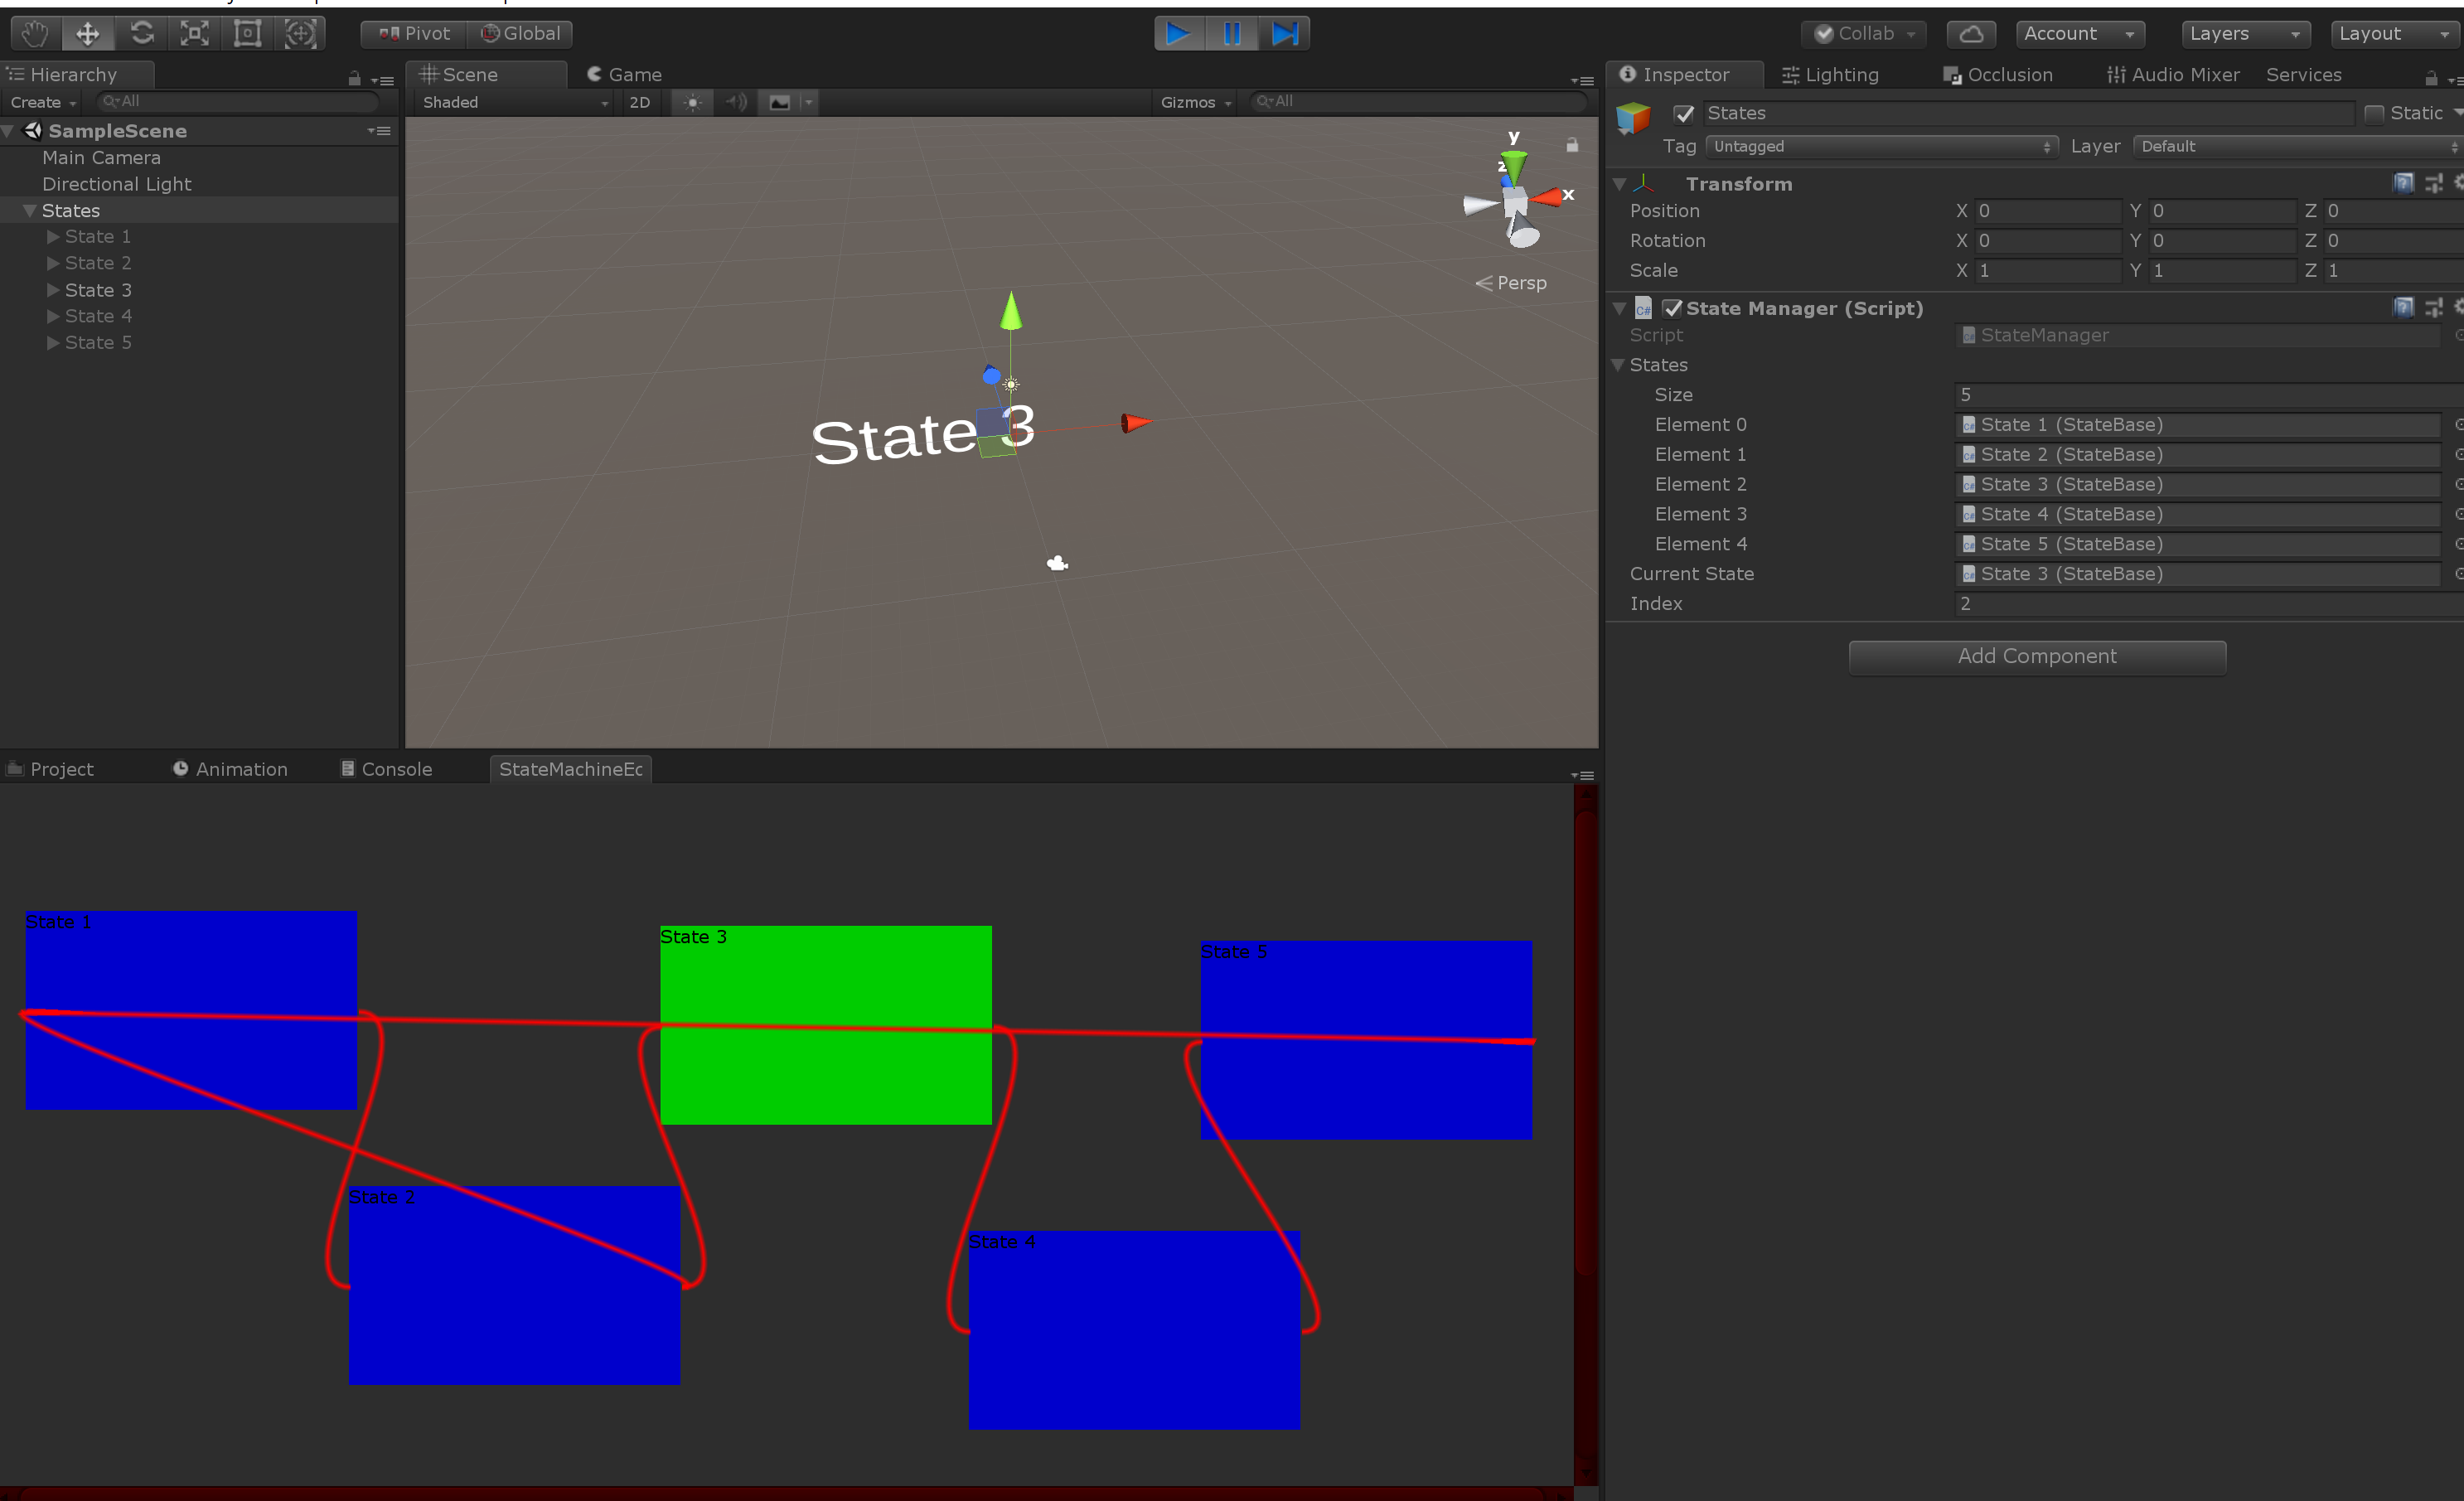 Pivot Global Collab Account Layers Layout
Hierarchy
Create All
SampleScene
Main Camera
Directional Light
States
State 1
State 2
State 3
State 4
State 5
Scene Game
Shaded 2D Gizmos All
y
z
x
Persp
State 3
Inspector Lighting Occlusion Audio Mixer Services
States Static
Tag Untagged Layer Default
Transform
Position X 0 Y 0 Z 0
Rotation X 0 Y 0 Z 0
Scale X 1 Y 1 Z 1
C# State Manager (Script)
Script StateManager
States
Size 5
Element 0 State 1 (StateBase)
Element 1 State 2 (StateBase)
Element 2 State 3 (StateBase)
Element 3 State 4 (StateBase)
Element 4 State 5 (StateBase)
Current State State 3 (StateBase)
Index 2
Add Component
Project Animation Console StateMachineEc
State 1
State 3
State 5
State 2
State 4